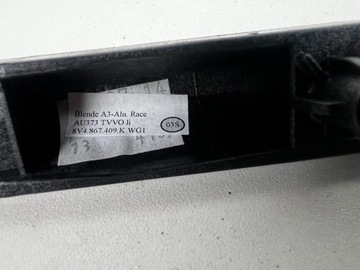 Blende A3-Alu. Race
AU373 TVVO li
8V4.867.409.K WG1
03S